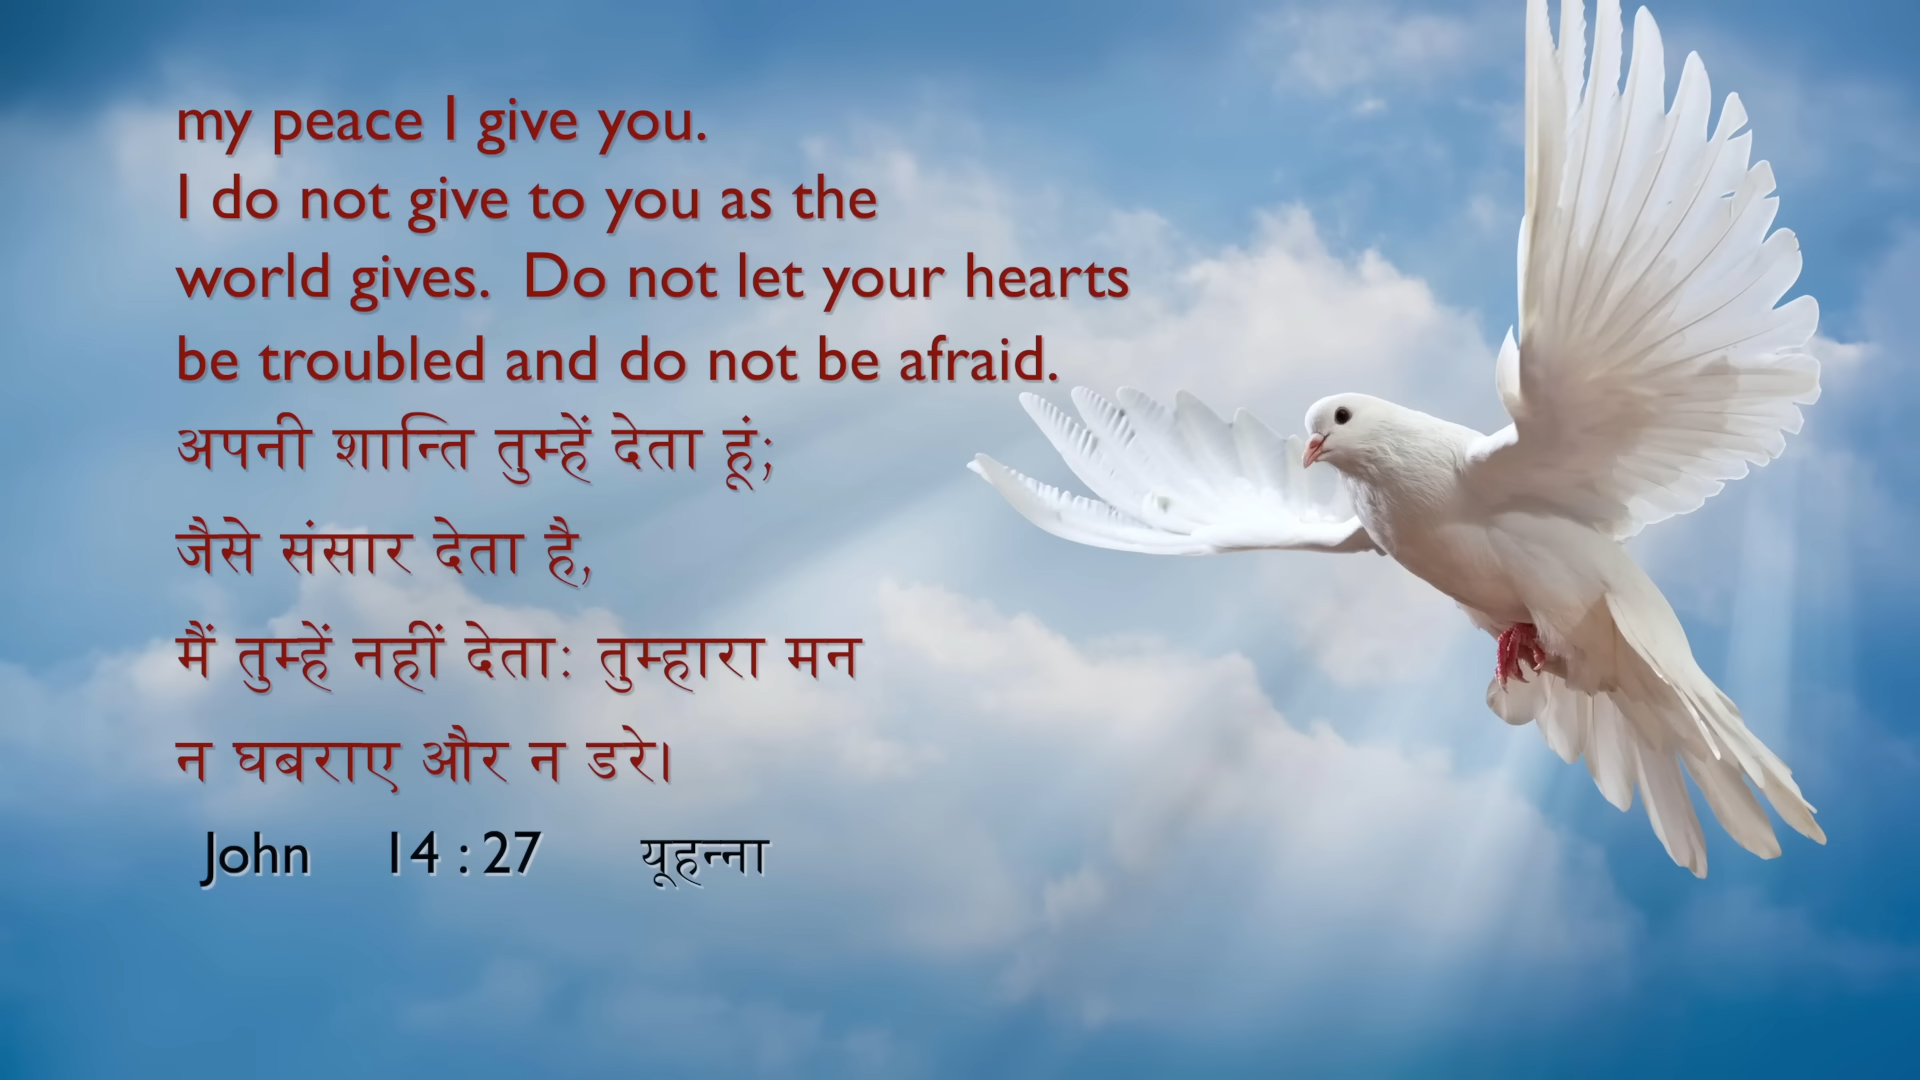 my peace I give you.
I do not give to you as the
world gives.  Do not let your hearts
be troubled and do not be afraid.
अपनी शान्ति तुम्हें देता हूं;
जैसे संसार देता है,
मैं तुम्हें नहीं देता: तुम्हारा मन
न घबराए और न डरे।
John 14 : 27 यूहन्ना